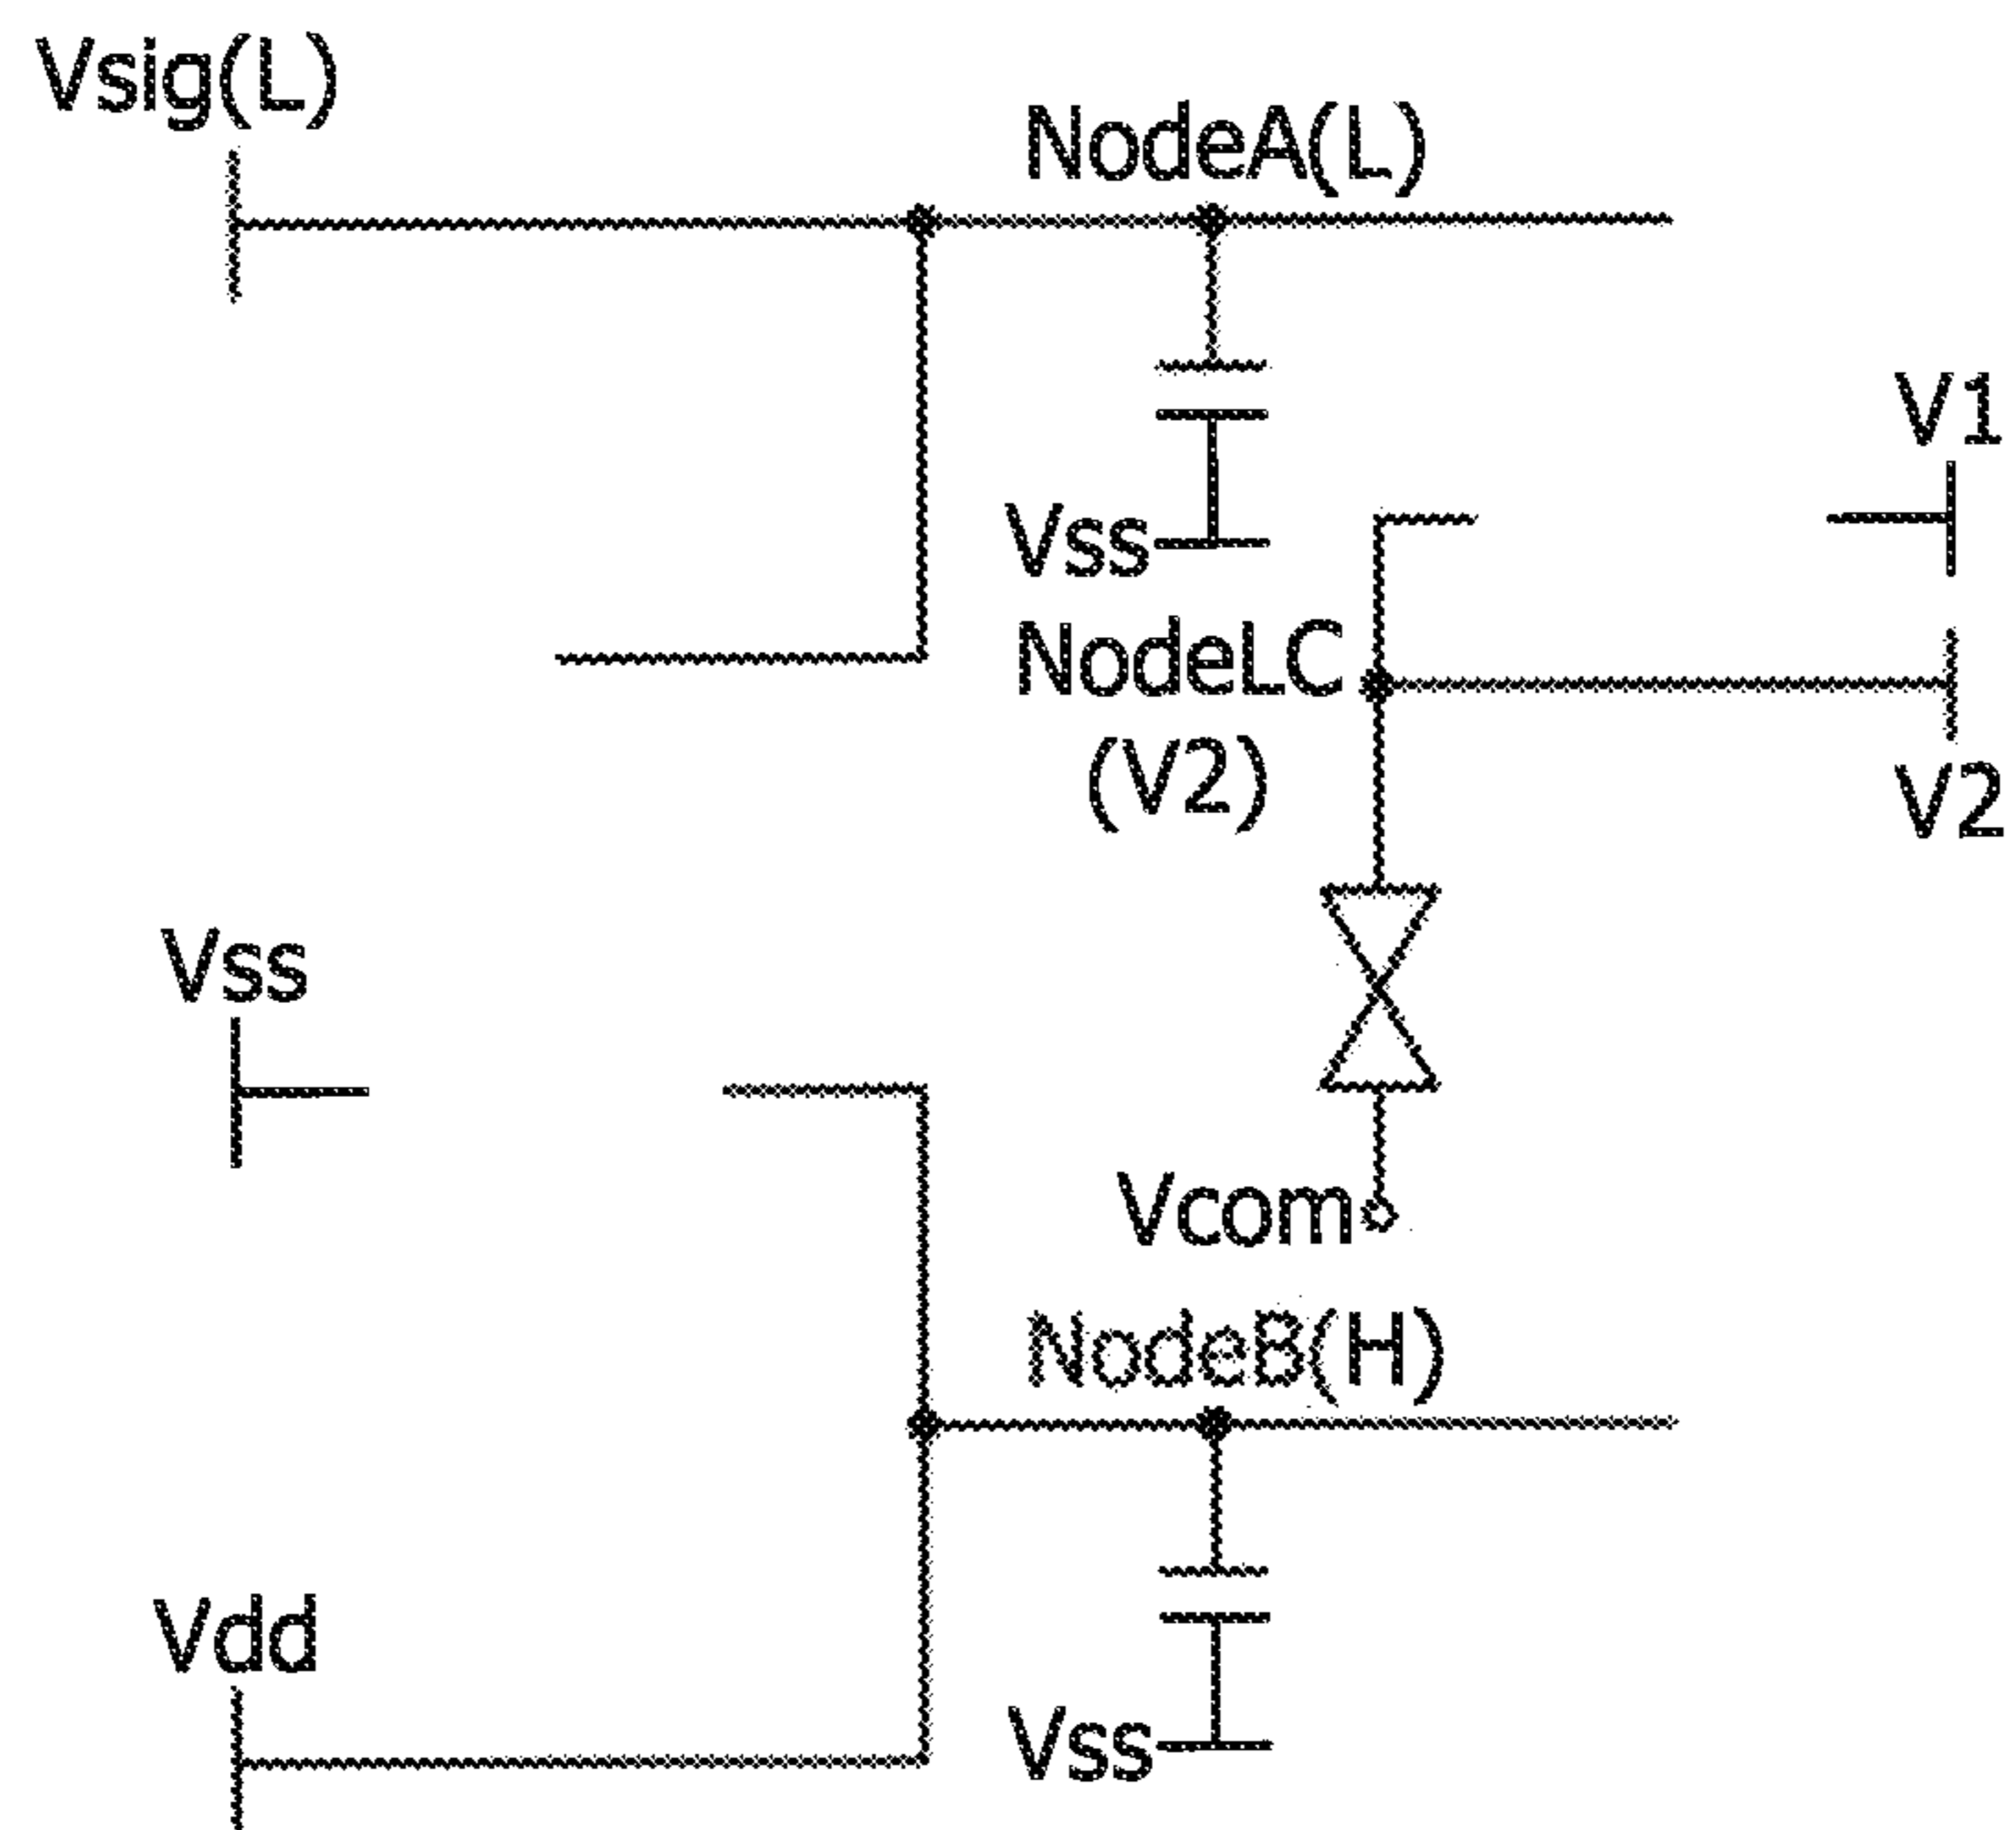 Vsig(L)
NodeA(L)
V1
Vss
NodeLC
(V2)
V2
Vss
Vcom
NodeB(H)
Vdd
Vss